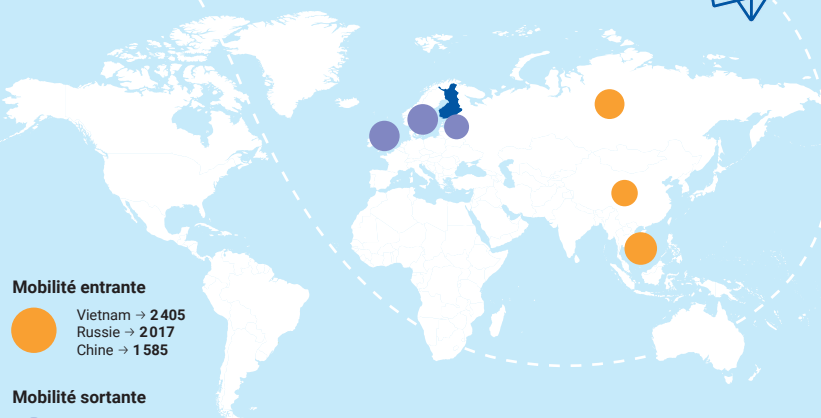 Mobilité entrante
Vietnam → 2 405
Russie → 2 017
Chine → 1 585
Mobilité sortante